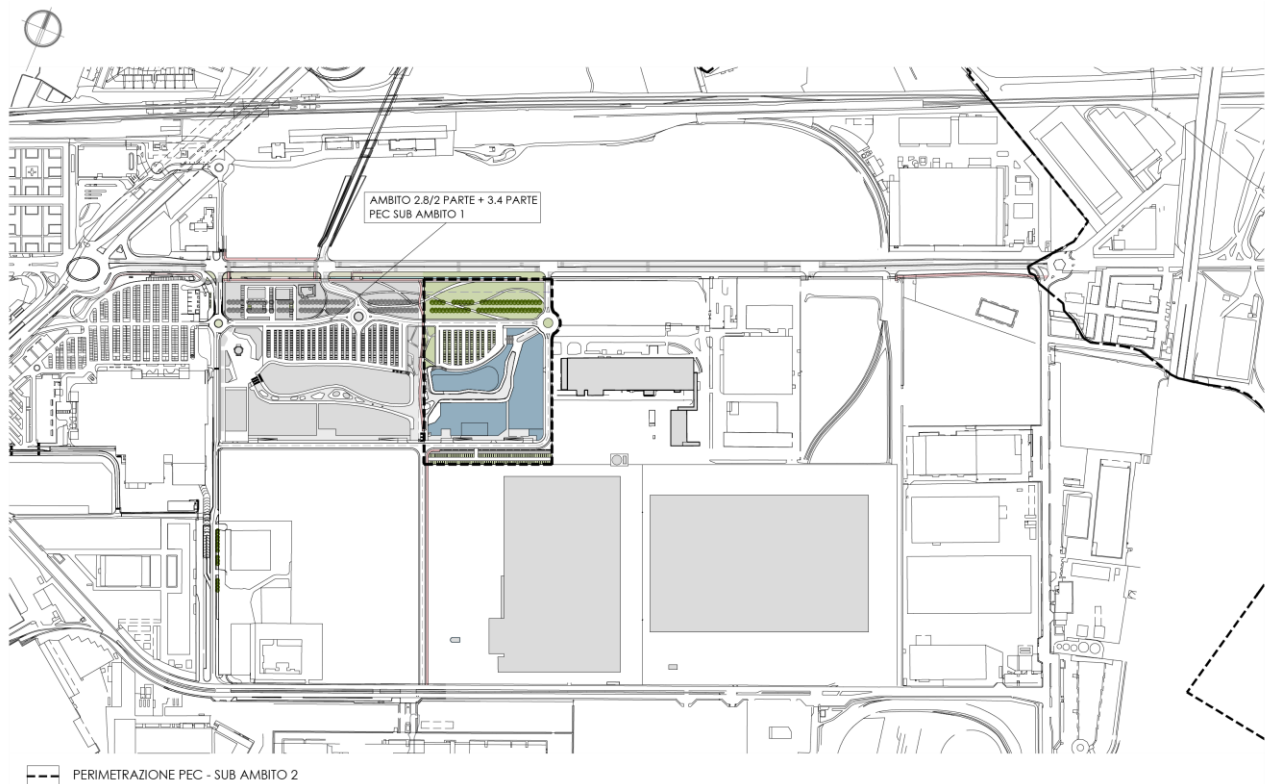 AMBITO 2.8/2 PARTE + 3.4 PARTE
PEC SUB AMBITO 1
PERIMETRAZIONE PEC - SUB AMBITO 2